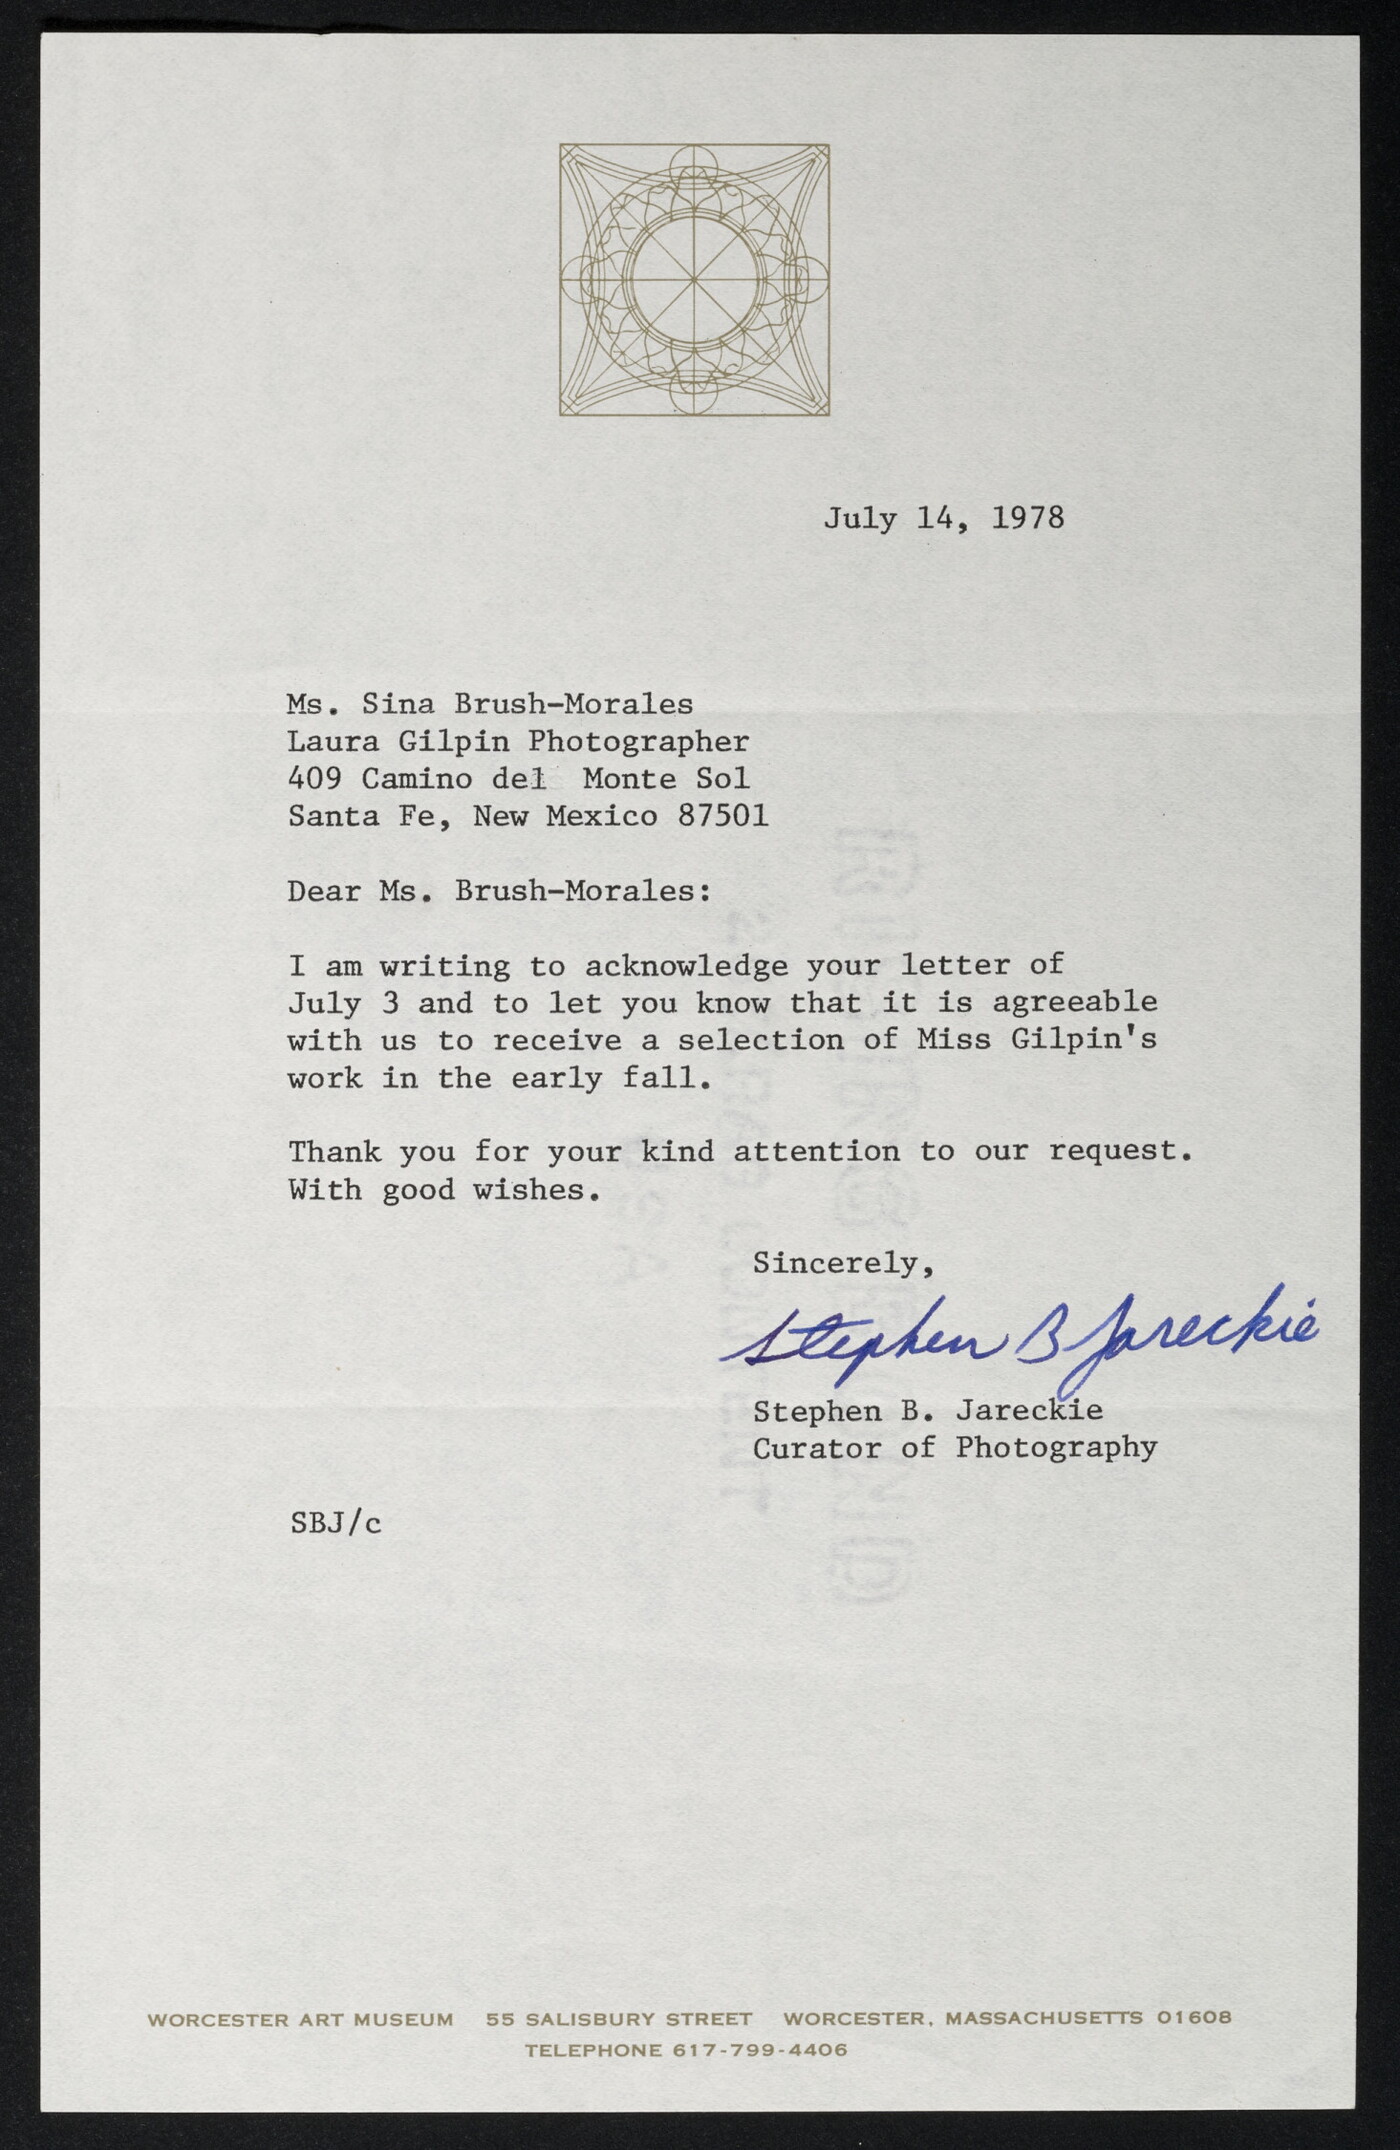 July 14, 1978
Ms. Sina Brush-Morales
Laura Gilpin Photographer
409 Camino del  Monte Sol
Santa Fe, New Mexico 87501
Dear Ms. Brush-Morales:
I am writing to acknowledge your letter of
July 3 and to let you know that it is agreeable
with us to receive a selection of Miss Gilpin's
work in the early fall.
Thank you for your kind attention to our request.
With good wishes.
Sincerely,
Stephen B Jareckie
Stephen B. Jareckie
Curator of Photography
SBJ/c
WORCESTER ART MUSEUM 55 SALISBURY STREET WORCESTER, MASSACHUSETTS 01608
TELEPHONE 617-799-4406